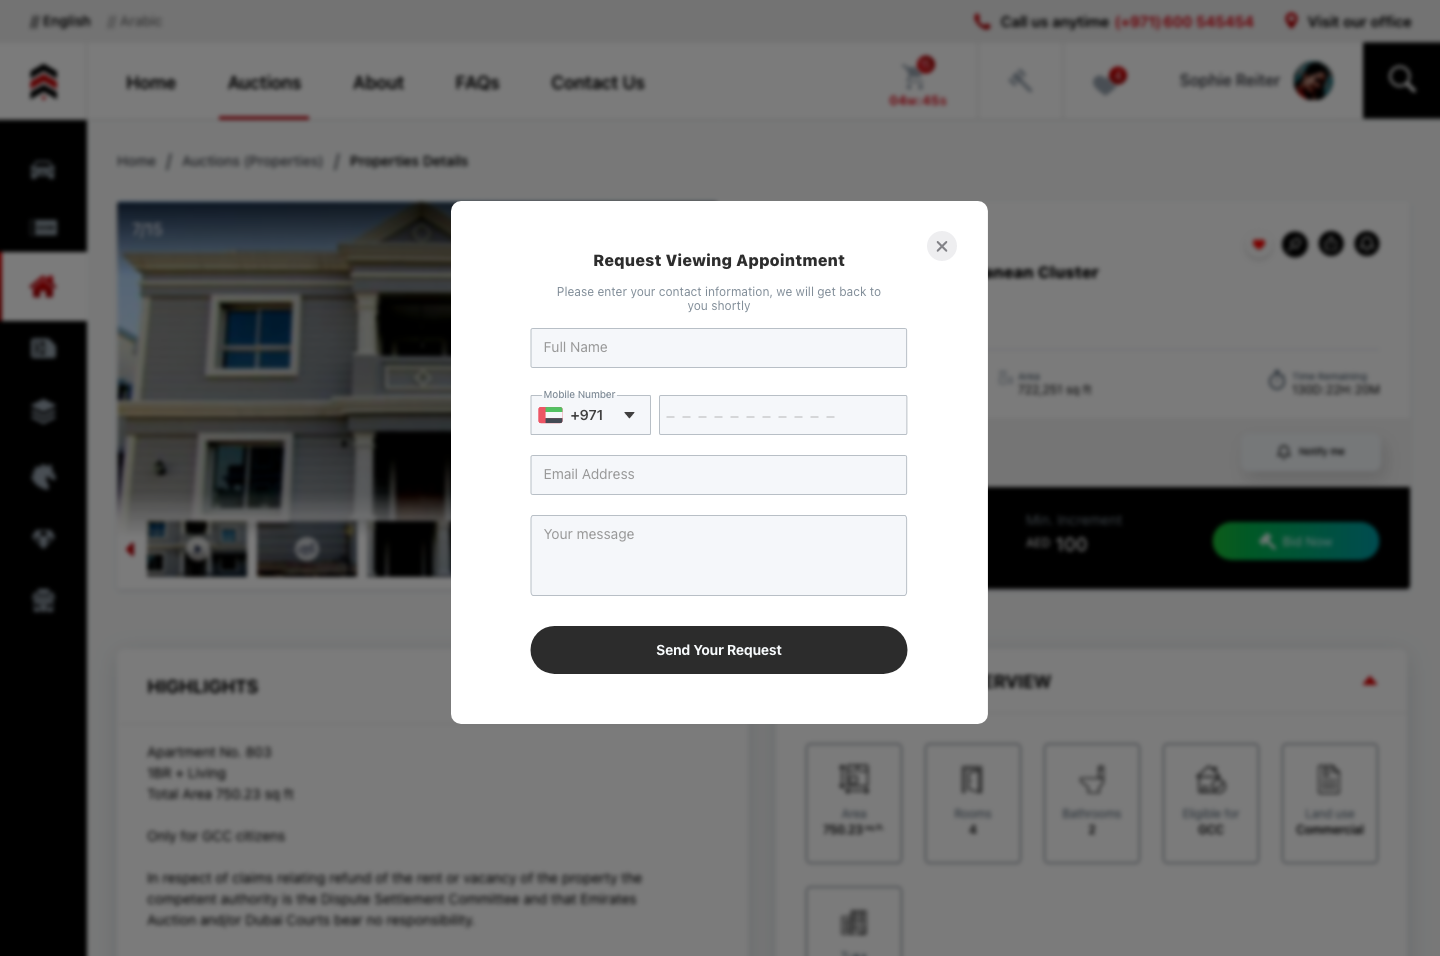 // English // Arabic
Call us anytime (+971) 600 545454 Visit our office
Home Auctions About FAQs Contact Us
Sophie Reiter
04w:45s
Home / Auctions (Properties) / Properties Details
7/15
Cluster
Area
722,251 sq ft
Time Remaining
130D:22H:20M
Notify me
Min. Increment
AED 100
Bid Now
Request Viewing Appointment
Please enter your contact information, we will get back to
you shortly
Full Name
Mobile Number
+971
Email Address
Your message
Send Your Request
HIGHLIGHTS
Apartment No. 803
1BR + Living
Total Area 750.23 sq ft
Only for GCC citizens
In respect of claims relating refund of the rent or vacancy of the property the
competent authority is the Dispute Settlement Committee and that Emirates
Auction and/or Dubai Courts bear no responsibility.
Area
750.23 sq ft
Rooms
4
Bathrooms
2
Eligible for
GCC
Land use
Commercial